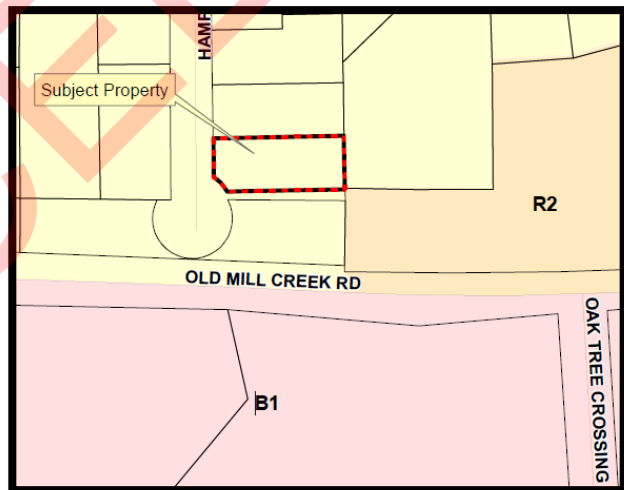 HAMP
Subject Property
R2
OLD MILL CREEK RD
OAK TREE CROSSING
B1